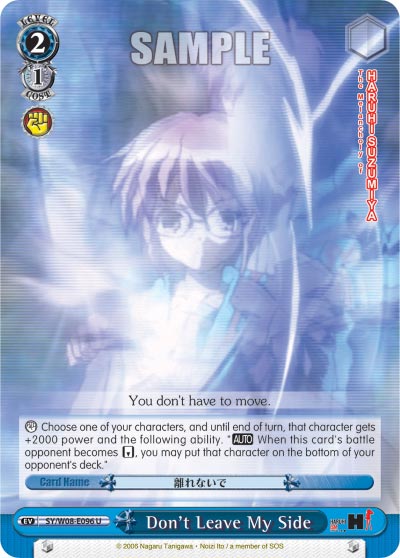 LEVEL
2
1
COST
SAMPLE
The Melancholy of
HARUHI SUZUMIYA
You don't have to move.
Choose one of your characters, and until end of turn, that character gets
+2000 power and the following ability. "AUTO When this card's battle
opponent becomes [ ], you may put that character on the bottom of
your opponent's deck."
Card Name
離れないで
EV
SY/W08-E096 U
Don't Leave My Side
© 2006 Nagaru Tanigawa • Noizi Ito / a member of SOS